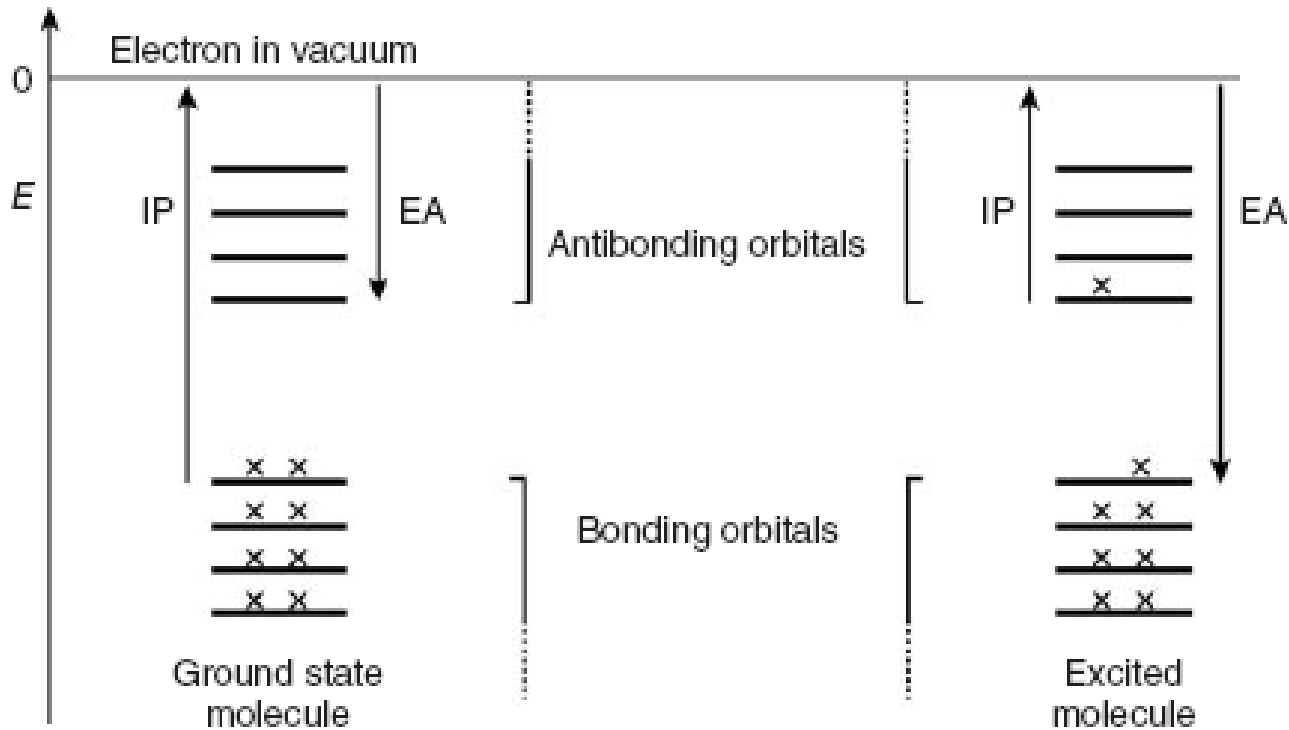 Electron in vacuum
0
E
IP
EA
Antibonding orbitals
IP
EA
x
x x
x
x x
x x
x x
x x
x x
x x
Bonding orbitals
Ground state
molecule
Excited
molecule